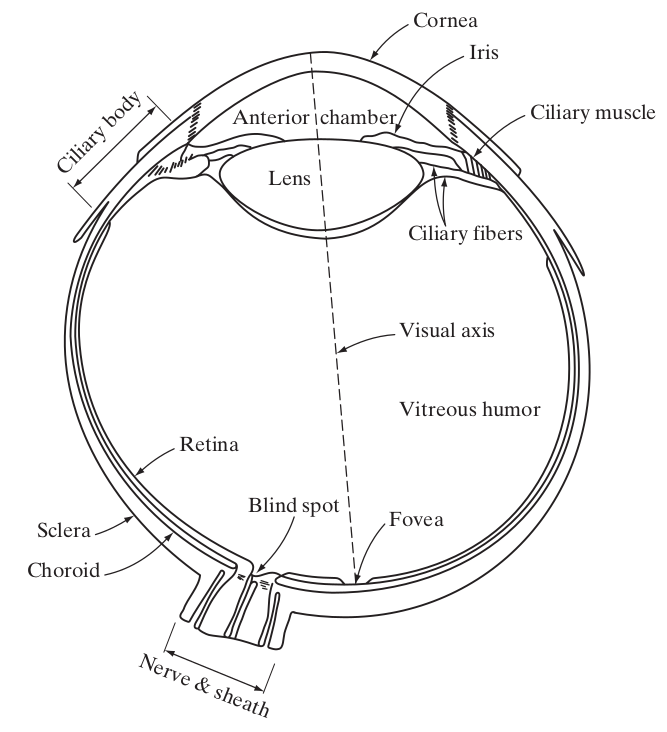 Cornea
Iris
Ciliary body
Anterior chamber
Ciliary muscle
Lens
Ciliary fibers
Visual axis
Vitreous humor
Retina
Blind spot
Fovea
Sclera
Choroid
Nerve & sheath